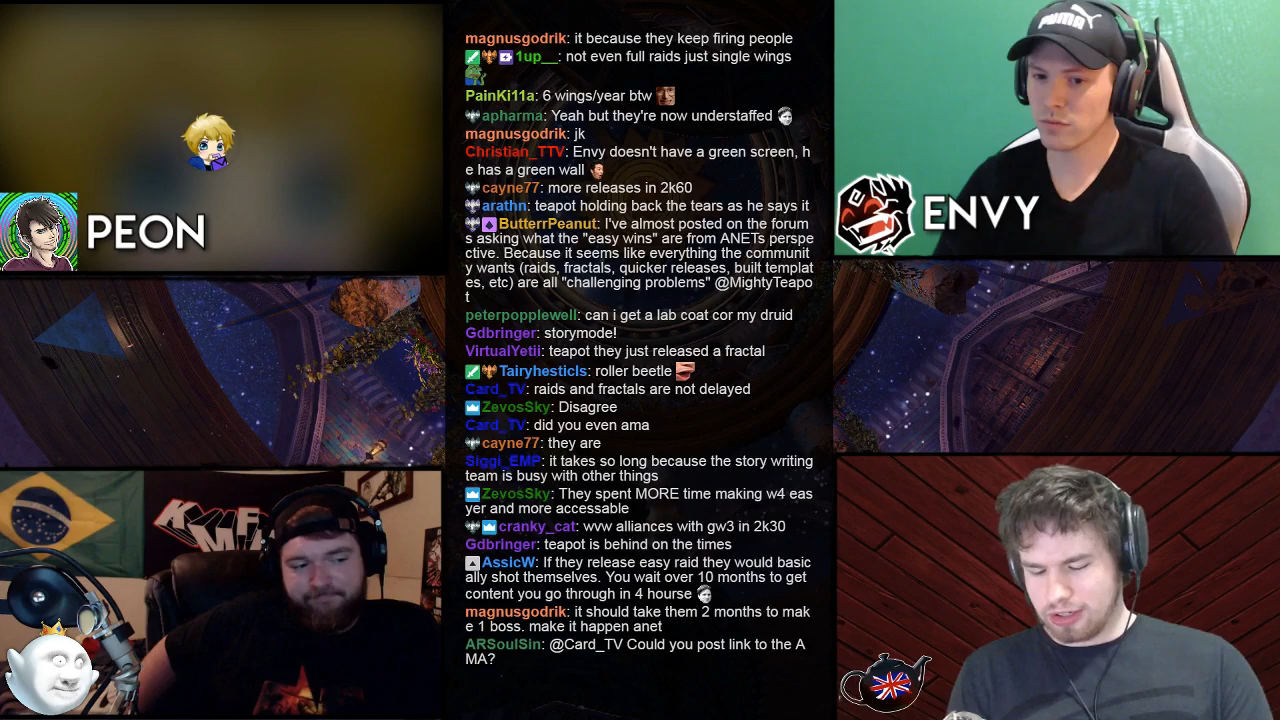 PEON
magnusgodrik: it because they keep firing people
1up__: not even full raids just single wings
PainKi11a: 6 wings/year btw
apharma: Yeah but they're now understaffed
magnusgodrik: jk
Christian_TTV: Envy doesn't have a green screen, h
e has a green wall
cayne77: more releases in 2k60
arathn: teapot holding back the tears as he says it
ButterrPeanut: I've almost posted on the forum
s asking what the "easy wins" are from ANETs perspe
ctive. Because it seems like everything the communit
y wants (raids, fractals, quicker releases, built templat
es, etc) are all "challenging problems" @MightyTeapo
t
peterpopplewell: can i get a lab coat cor my druid
Gdbringer: storymode!
VirtualYetii: teapot they just released a fractal
Tairyhesticls: roller beetle
Card_TV: raids and fractals are not delayed
ZevosSky: Disagree
Card_TV: did you even ama
cayne77: they are
Siggi_EMP: it takes so long because the story writing
team is busy with other things
ZevosSky: They spent MORE time making w4 eas
yer and more accessable
cranky_cat: wvw alliances with gw3 in 2k30
Gdbringer: teapot is behind on the times
AssicW: If they release easy raid they would basic
ally shot themselves. You wait over 10 months to get
content you go through in 4 hourse
magnusgodrik: it should take them 2 months to mak
e 1 boss. make it happen anet
ARSoulSin: @Card_TV Could you post link to the A
MA?
PUMA
ENVY